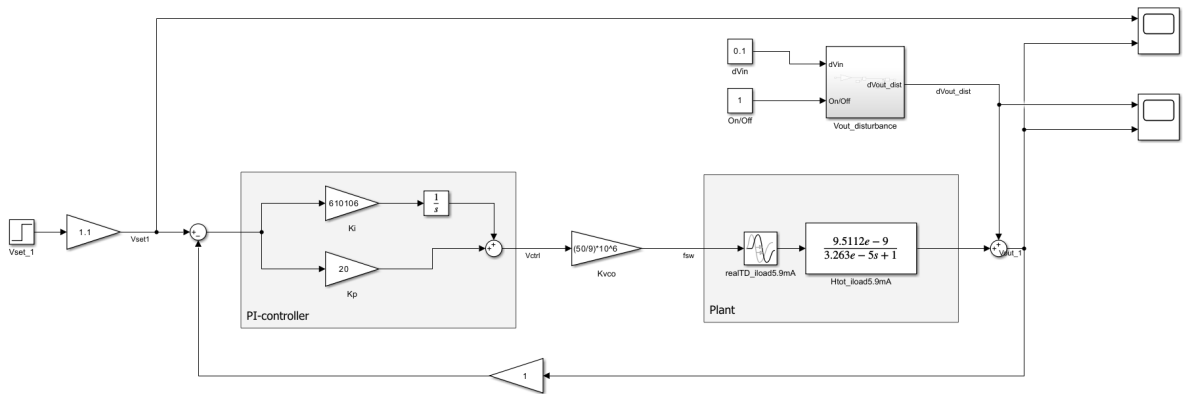 0.1
dVin
dVin
dVout_dist
dVout_dist
1
On/Off
On/Off
Vout_disturbance
Vset_1
1.1
Vset1
+
-
610106
Ki
1
s
20
Kp
+
+
PI-controller
Vctrl
(50/9)*10^6
Kvco
fsw
realTD_iload5.9mA
9.5112e − 9
3.263e − 5s + 1
Htot_iload5.9mA
Plant
+
+
Vout_1
1